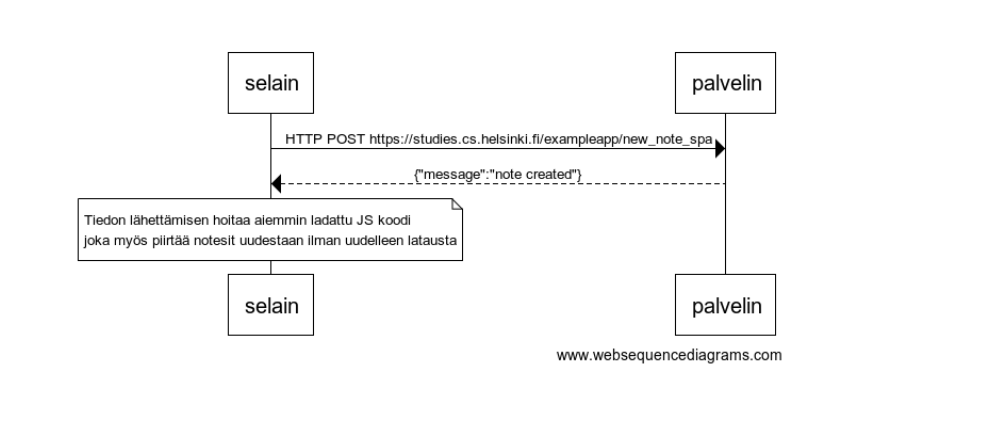 selain
palvelin
HTTP POST https://studies.cs.helsinki.fi/exampleapp/new_note_spa
{"message":"note created"}
Tiedon lähettämisen hoitaa aiemmin ladattu JS koodi
joka myös piirtää notesit uudestaan ilman uudelleen latausta
selain
palvelin
www.websequencediagrams.com